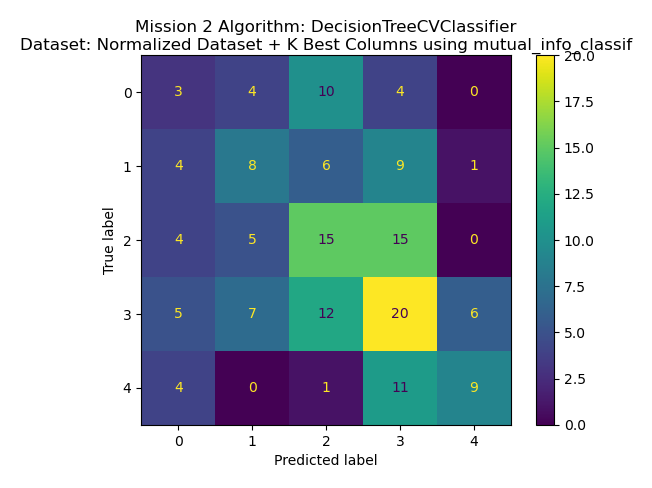 Mission 2 Algorithm: DecisionTreeCVClassifier
Dataset: Normalized Dataset + K Best Columns using mutual_info_classif
20.0
0 3 4 10 4 0
17.5
15.0
1 4 8 6 9 1
12.5
True label
2 4 5 15 15 0
10.0
7.5
3 5 7 12 20 6
5.0
4 4 0 1 11 9
2.5
0.0
0 1 2 3 4
Predicted label